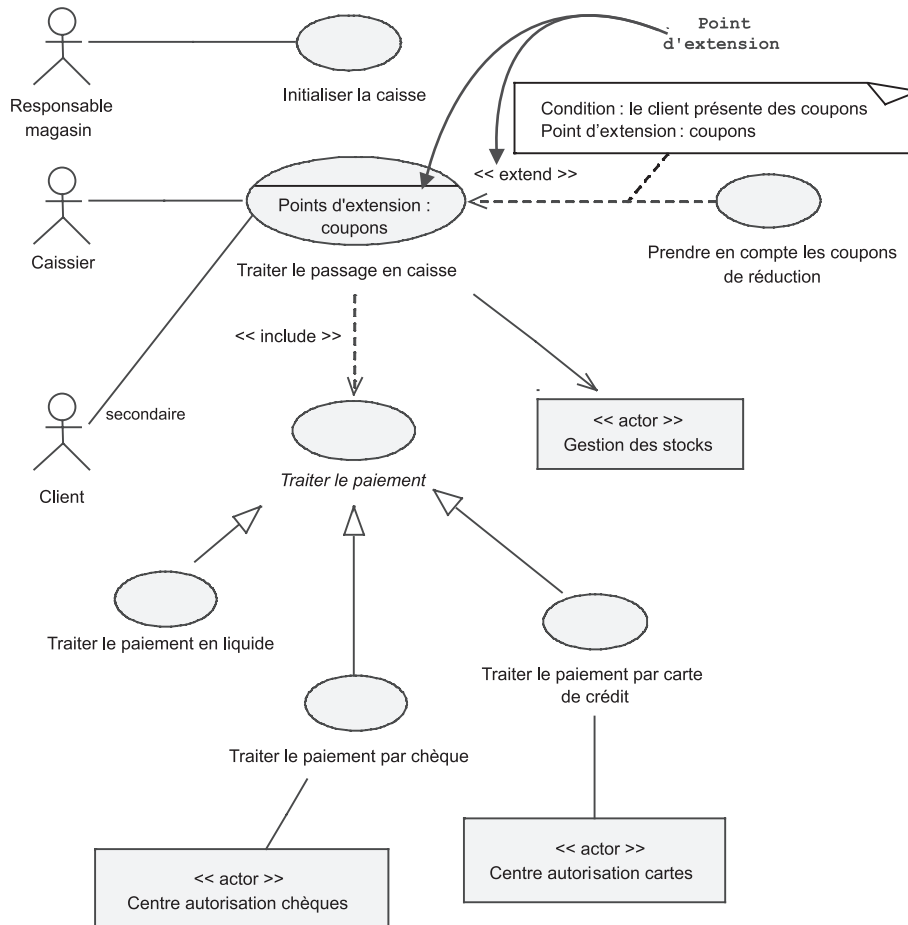 Point
d'extension
Responsable
magasin
Initialiser la caisse
Condition : le client présente des coupons
Point d'extension : coupons
<< extend >>
Caissier
Points d'extension :
coupons
Traiter le passage en caisse
Prendre en compte les coupons
de réduction
<< include >>
secondaire
Client
<< actor >>
Gestion des stocks
Traiter le paiement
Traiter le paiement en liquide
Traiter le paiement par carte
de crédit
Traiter le paiement par chèque
<< actor >>
Centre autorisation cartes
<< actor >>
Centre autorisation chèques